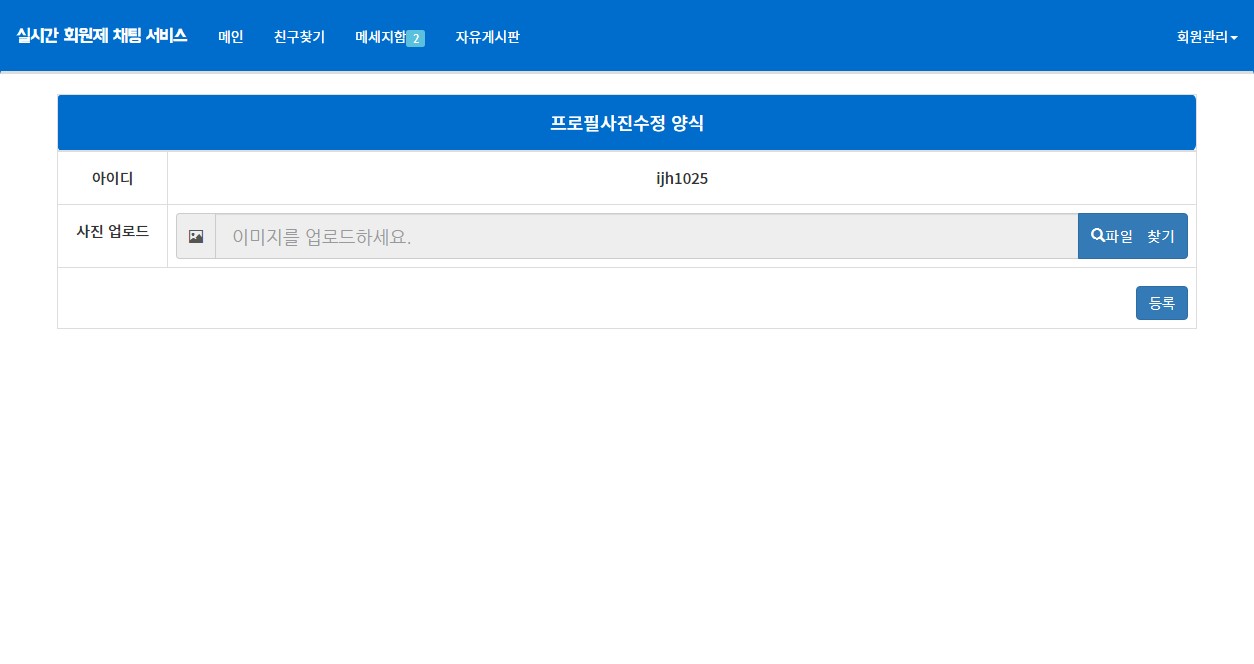 실시간 회원제 채팅 서비스 메인 친구찾기 메세지함 2 자유게시판 회원관리
프로필사진수정 양식
아이디 ijh1025
사진 업로드 이미지를 업로드하세요. 파일 찾기
등록